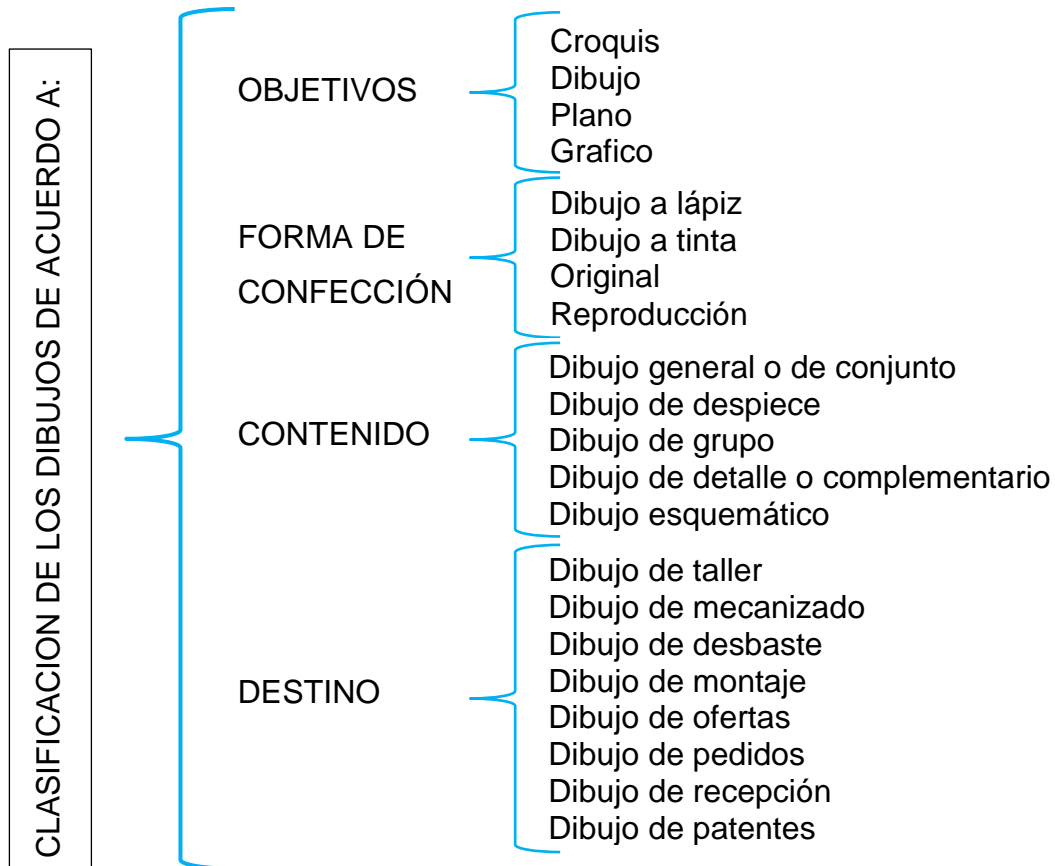 CLASIFICACION DE LOS DIBUJOS DE ACUERDO A:
OBJETIVOS
Croquis
Dibujo
Plano
Grafico
FORMA DE
CONFECCIÓN
Dibujo a lápiz
Dibujo a tinta
Original
Reproducción
CONTENIDO
Dibujo general o de conjunto
Dibujo de despiece
Dibujo de grupo
Dibujo de detalle o complementario
Dibujo esquemático
DESTINO
Dibujo de taller
Dibujo de mecanizado
Dibujo de desbaste
Dibujo de montaje
Dibujo de ofertas
Dibujo de pedidos
Dibujo de recepción
Dibujo de patentes